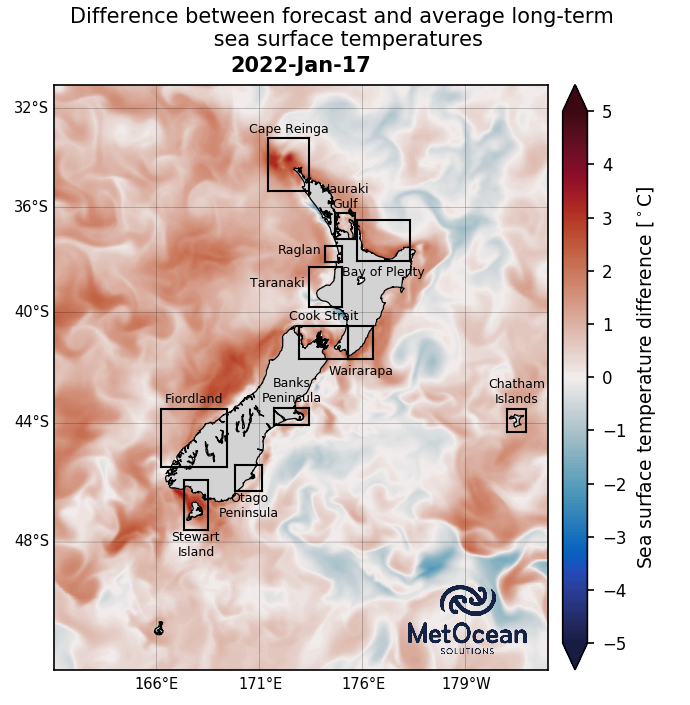 Difference between forecast and average long-term
sea surface temperatures
2022-Jan-17
32°S
36°S
40°S
44°S
48°S
Cape Reinga
Hauraki
Gulf
Raglan
Bay of Plenty
Taranaki
Cook Strait
Wairarapa
Banks
Peninsula
Fiordland
Chatham
Islands
Otago
Peninsula
Stewart
Island
MetOcean
SOLUTIONS
166°E
171°E
176°E
179°W
5
4
3
2
1
0
−1
−2
−3
−4
−5
Sea surface temperature difference [°C]